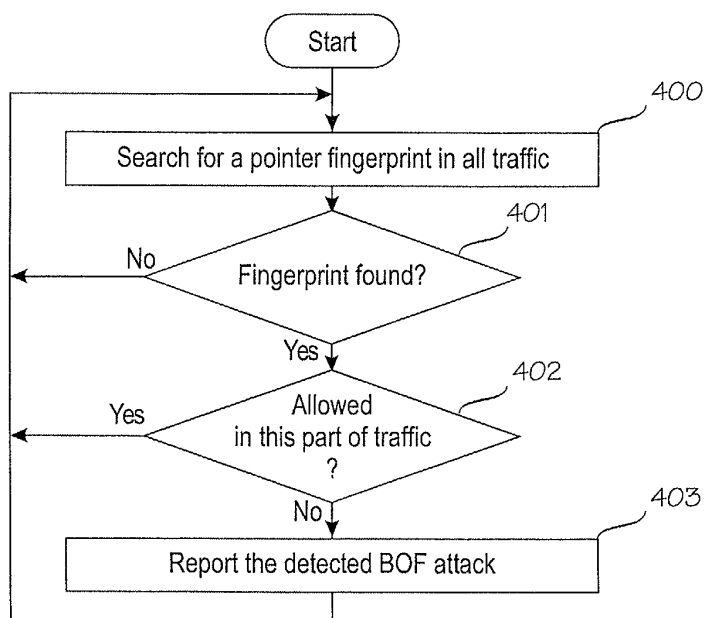 Start
400
Search for a pointer fingerprint in all traffic
401
No
Fingerprint found?
Yes
402
Yes
Allowed
in this part of traffic
?
No
403
Report the detected BOF attack